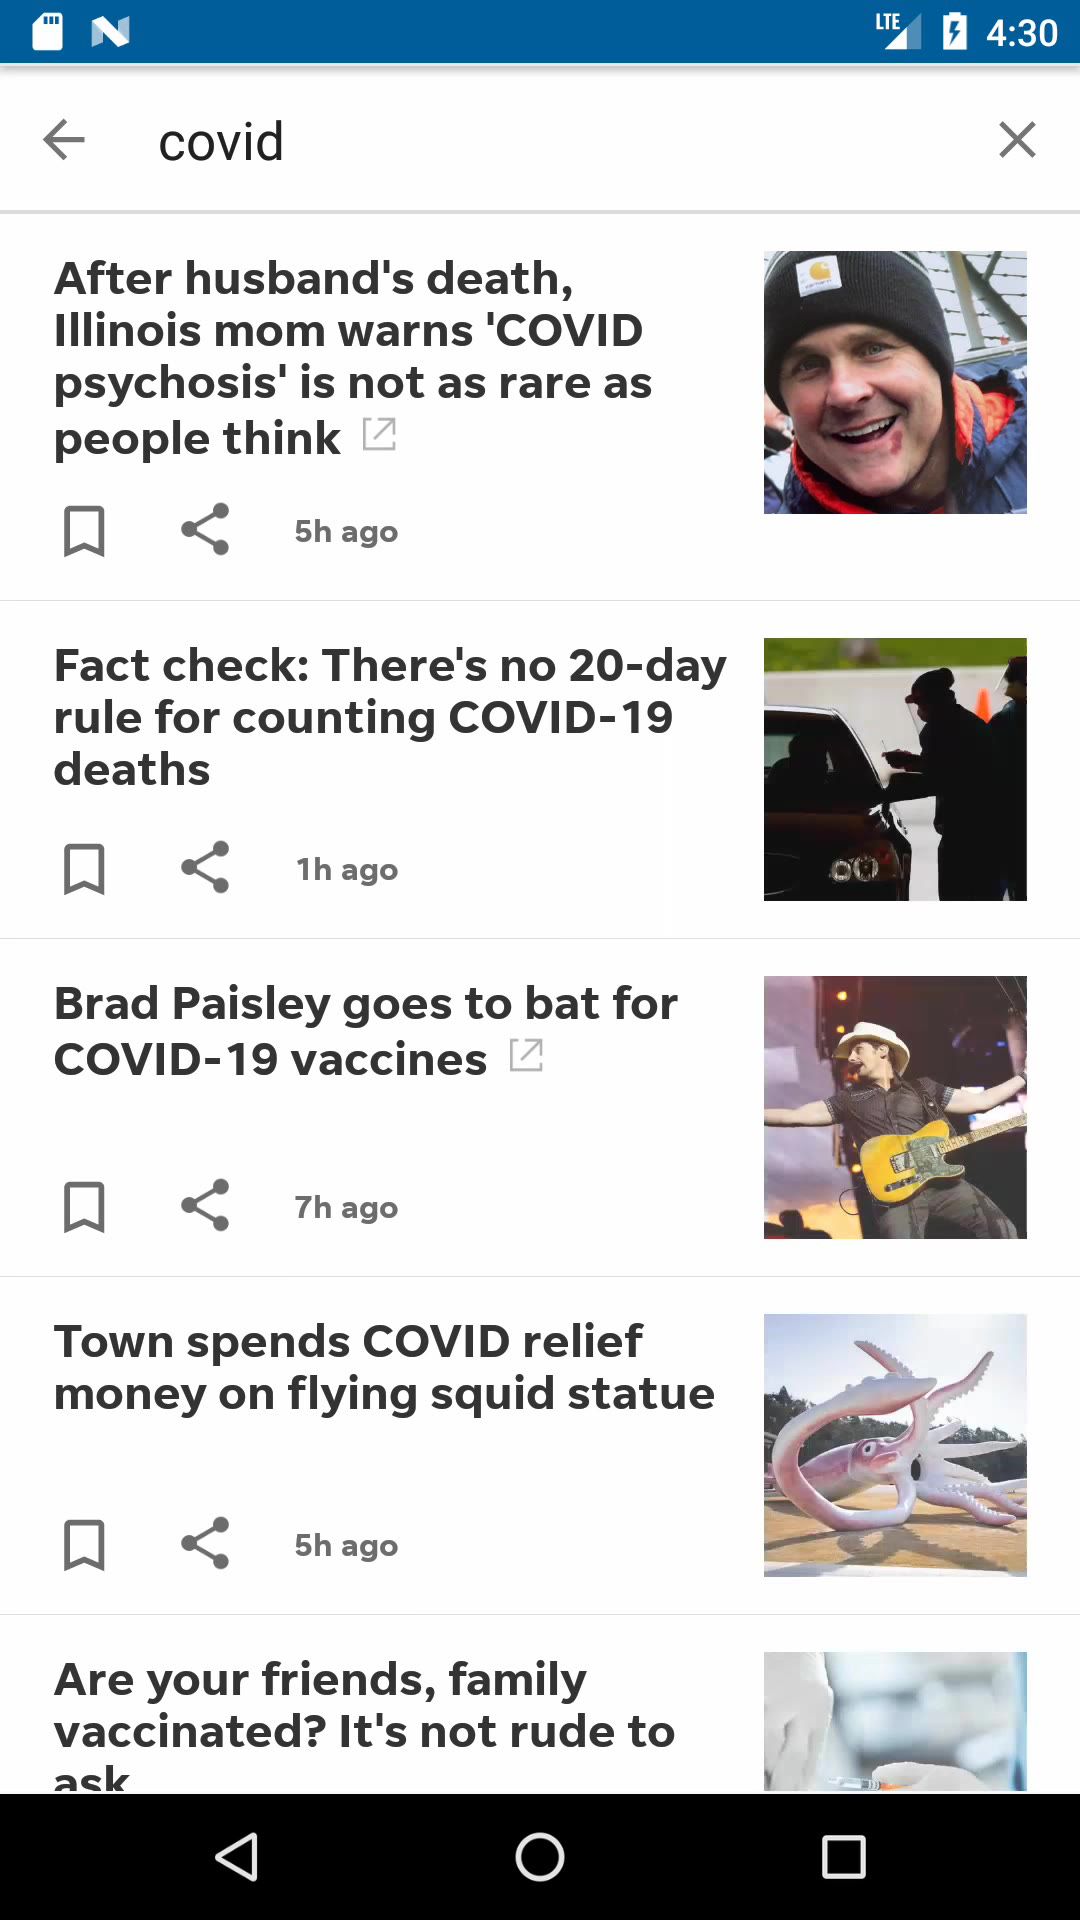 LTE 4:30
covid
After husband's death,
Illinois mom warns 'COVID
psychosis' is not as rare as
people think
5h ago
Fact check: There's no 20-day
rule for counting COVID-19
deaths
1h ago
Brad Paisley goes to bat for
COVID-19 vaccines
7h ago
Town spends COVID relief
money on flying squid statue
5h ago
Are your friends, family
vaccinated? It's not rude to
ask